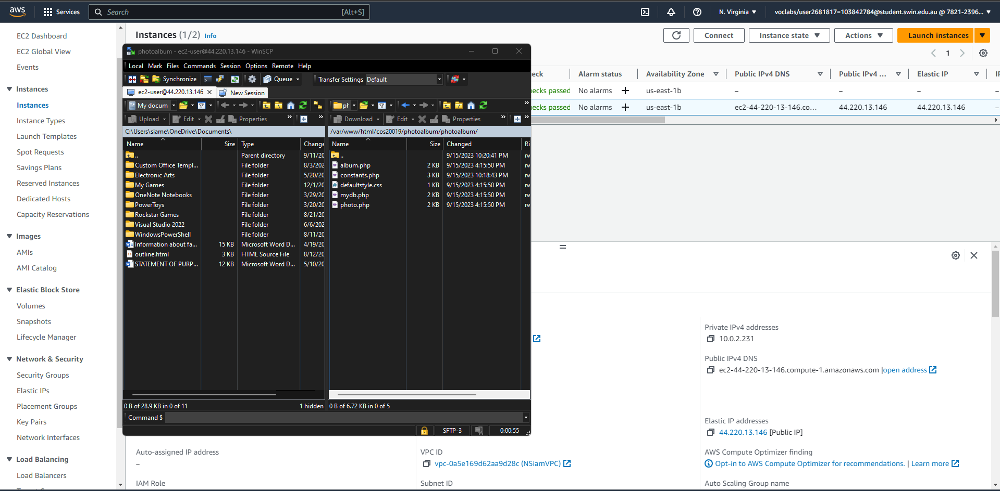 aws Services Search [Alt+S] N. Virginia voclabs/user2681817=103842784@student.swin.edu.au @ 7821-2396...
EC2 Dashboard
EC2 Global View
Events
Instances
Instances
Instance Types
Launch Templates
Spot Requests
Savings Plans
Reserved Instances
Dedicated Hosts
Capacity Reservations
Images
AMIs
AMI Catalog
Elastic Block Store
Volumes
Snapshots
Lifecycle Manager
Network & Security
Security Groups
Elastic IPs
Placement Groups
Key Pairs
Network Interfaces
Load Balancing
Load Balancers
Instances (1/2) Info
Connect Instance state Actions Launch instances
1
Alarm status Availability Zone Public IPv4 DNS Public IPv4 ... Elastic IP
ecks passed No alarms us-east-1b – – –
ecks passed No alarms us-east-1b ec2-44-220-13-146.co... 44.220.13.146 44.220.13.146 –
photoalbum - ec2-user@44.220.13.146 - WinSCP
Local Mark Files Commands Session Options Remote Help
Synchronize Queue Transfer Settings Default
ec2-user@44.220.13.146 New Session
My docum
Upload Edit Properties
Download Edit Properties
C:\Users\siame\OneDrive\Documents\
Name Size Type Change
.. Parent directory 9/11/20
Custom Office Templ... File folder 8/3/202
Electronic Arts File folder 5/20/20
My Games File folder 12/1/20
OneNote Notebooks File folder 3/29/20
PowerToys File folder 3/20/20
Rockstar Games File folder 8/21/20
Visual Studio 2022 File folder 6/6/202
WindowsPowerShell File folder 8/11/20
Information about fa... 15 KB Microsoft Word D... 4/19/20
outline.html 3 KB HTML Source File 8/12/20
STATEMENT OF PURP... 12 KB Microsoft Word D... 5/10/20
/var/www/html/cos20019/photoalbum/photoalbum/
Name Size Changed Ri
.. 9/15/2023 10:20:41 PM rw
album.php 2 KB 9/15/2023 4:15:50 PM rw
constants.php 3 KB 9/15/2023 10:18:43 PM rw
defaultstyle.css 1 KB 9/15/2023 4:15:50 PM rw
mydb.php 2 KB 9/15/2023 4:15:50 PM rw
photo.php 2 KB 9/15/2023 4:15:50 PM rw
0 B of 28.9 KB in 0 of 11 1 hidden
0 B of 6.72 KB in 0 of 5
Command $
SFTP-3 0:00:55
Private IPv4 addresses
10.0.2.231
Public IPv4 DNS
ec2-44-220-13-146.compute-1.amazonaws.com |open address
Elastic IP addresses
44.220.13.146 [Public IP]
Auto-assigned IP address
–
VPC ID
vpc-0a5e169d62aa9d28c (NSiamVPC)
AWS Compute Optimizer finding
Opt-in to AWS Compute Optimizer for recommendations. | Learn more
IAM Role
Subnet ID
Auto Scaling Group name